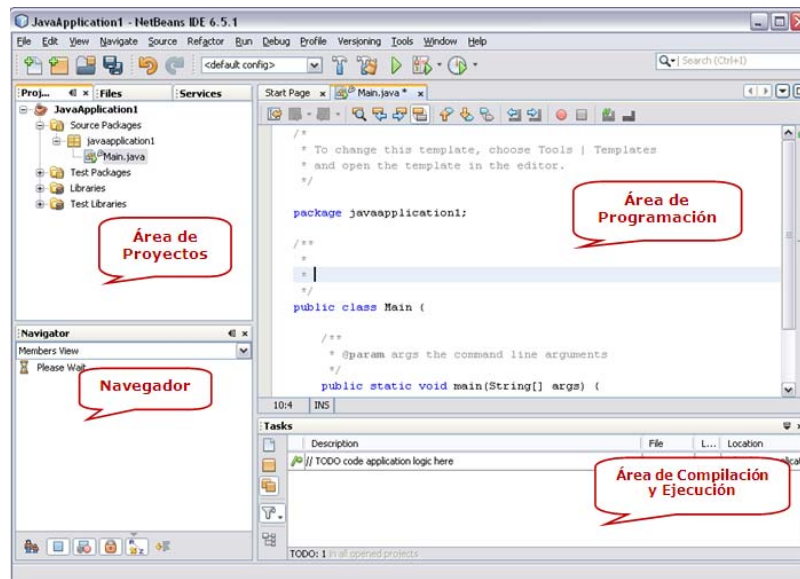 JavaApplication1 - NetBeans IDE 6.5.1
File Edit View Navigate Source Refactor Run Debug Profile Versioning Tools Window Help
<default config>
Search (Ctrl+I)
Proj... Files Services
JavaApplication1
Source Packages
javaapplication1
Main.java
Test Packages
Libraries
Test Libraries
Área de
Proyectos
Navigator
Members View
Please Wait
Navegador
Start Page Main.java *
/*
* To change this template, choose Tools | Templates
* and open the template in the editor.
*/
package javaapplication1;
/**
*
*
*/
public class Main {
/**
* @param args the command line arguments
*/
public static void main(String[] args) {
Área de
Programación
10:4 INS
Tasks
Description File L... Location
// TODO code application logic here
Área de Compilación
y Ejecución
TODO: 1 in all opened projects